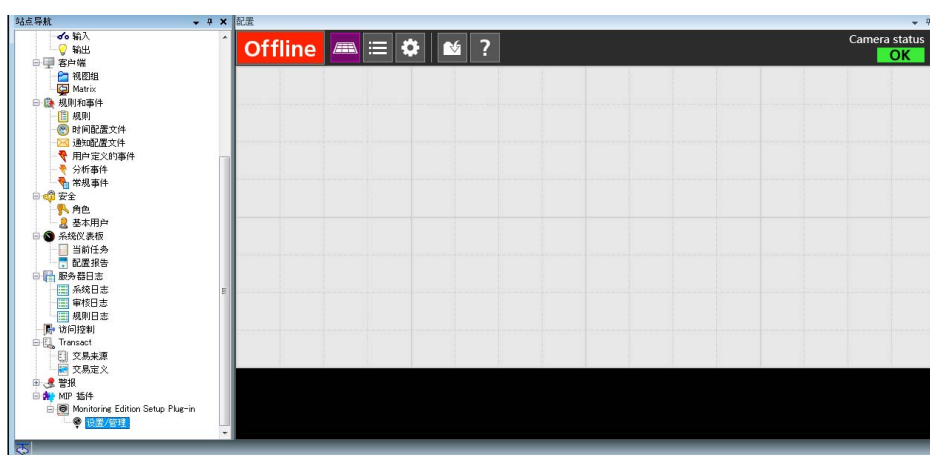 站点导航
配置
输入
输出
客户端
视图组
Matrix
规则和事件
规则
时间配置文件
通知配置文件
用户定义的事件
分析事件
常规事件
安全
角色
基本用户
系统仪表板
当前任务
配置报告
服务器日志
系统日志
审核日志
规则日志
访问控制
Transact
交易来源
交易定义
警报
MIP 插件
Monitoring Edition Setup Plug-in
设置/管理
Offline
?
Camera status
OK